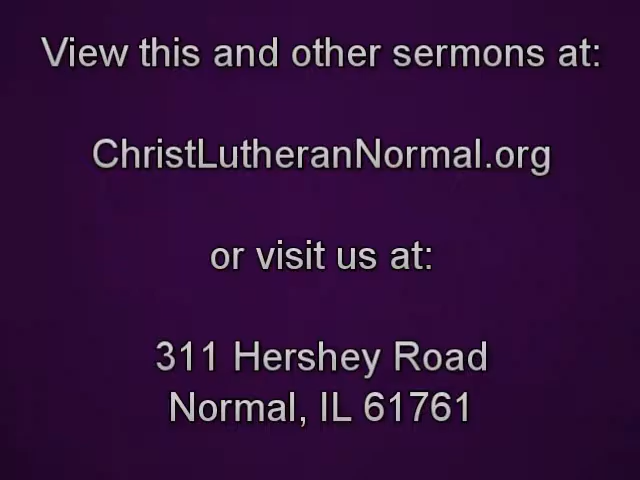 View this and other sermons at:
ChristLutheranNormal.org
or visit us at:
311 Hershey Road
Normal, IL 61761